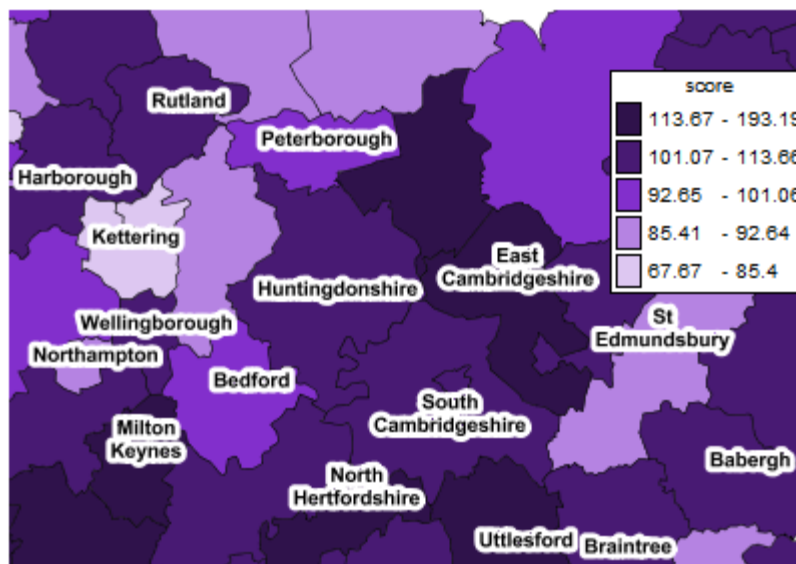 score
113.67 - 193.19
101.07 - 113.66
92.65 - 101.06
85.41 - 92.64
67.67 - 85.4
Rutland
Peterborough
Harborough
Kettering
East
Cambridgeshire
Huntingdonshire
Wellingborough
St
Edmundsbury
Northampton
Bedford
South
Cambridgeshire
Milton
Keynes
Babergh
North
Hertfordshire
Uttlesford
Braintree